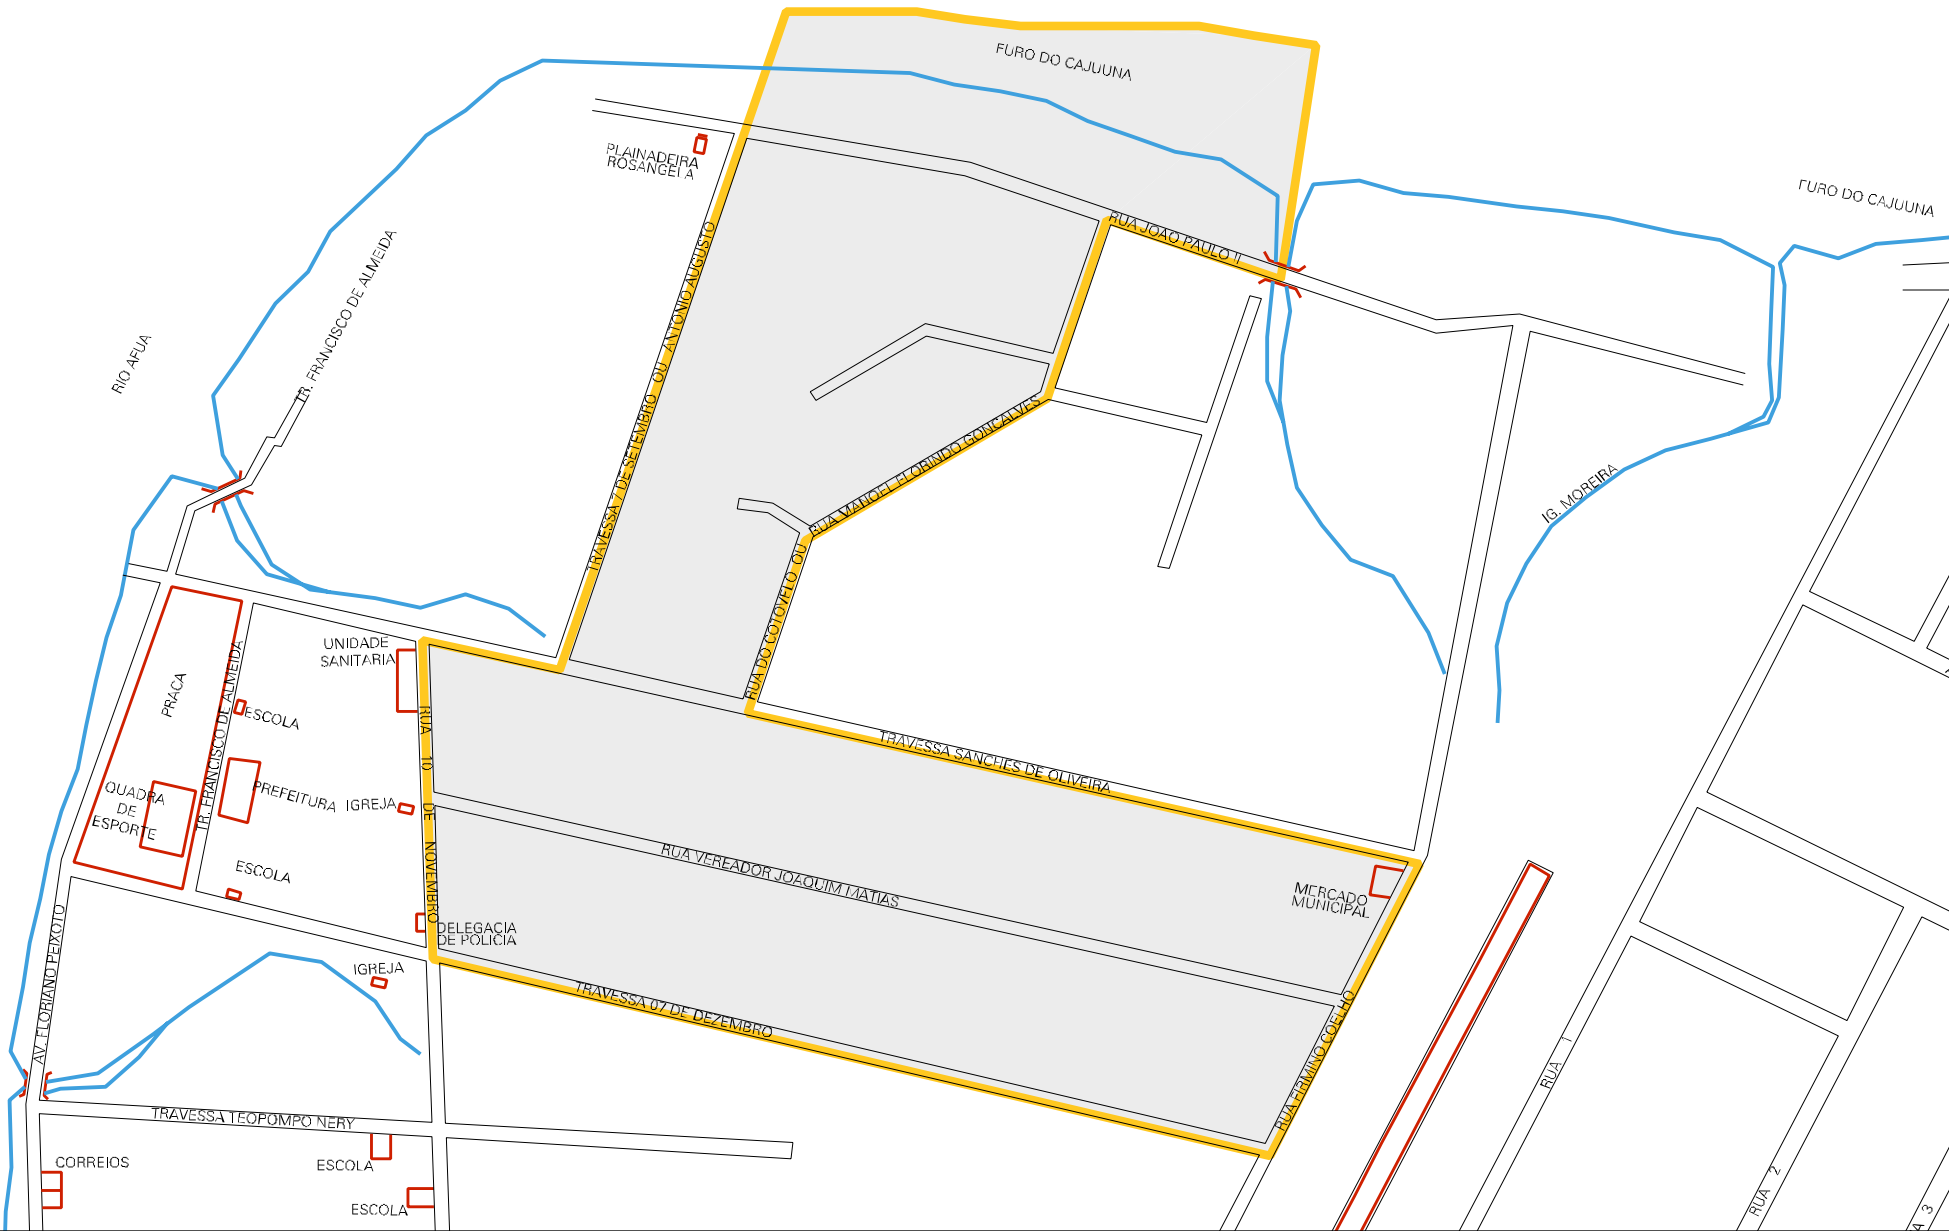 FURO DO CAJUUNA
PLAINADEIRA
ROSANGELA
FURO DO CAJUUNA
RUA JOAO PAULO II
TR. FRANCISCO DE ALMEIDA
RIO AFUA
TRAVESSA 7 DE SETEMBRO OU ANTONIO AUGUSTO
RUA MANOEL FLORINDO GONCALVES
RUA DO COTOVELO OU
IG. MOREIRA
UNIDADE
SANITARIA
PRACA
TR. FRANCISCO DE ALMEIDA
ESCOLA
RUA 10 DE NOVEMBRO
TRAVESSA SANCHES DE OLIVEIRA
QUADRA
DE
ESPORTE
PREFEITURA
IGREJA
RUA VEREADOR JOAQUIM MATIAS
ESCOLA
MERCADO
MUNICIPAL
DELEGACIA
DE POLICIA
IGREJA
AV. FLORIANO PEIXOTO
TRAVESSA 07 DE DEZEMBRO
RUA FIRMINO COELHO
RUA 1
TRAVESSA TEOPOMPO NERY
CORREIOS
ESCOLA
ESCOLA
RUA 2
A 3